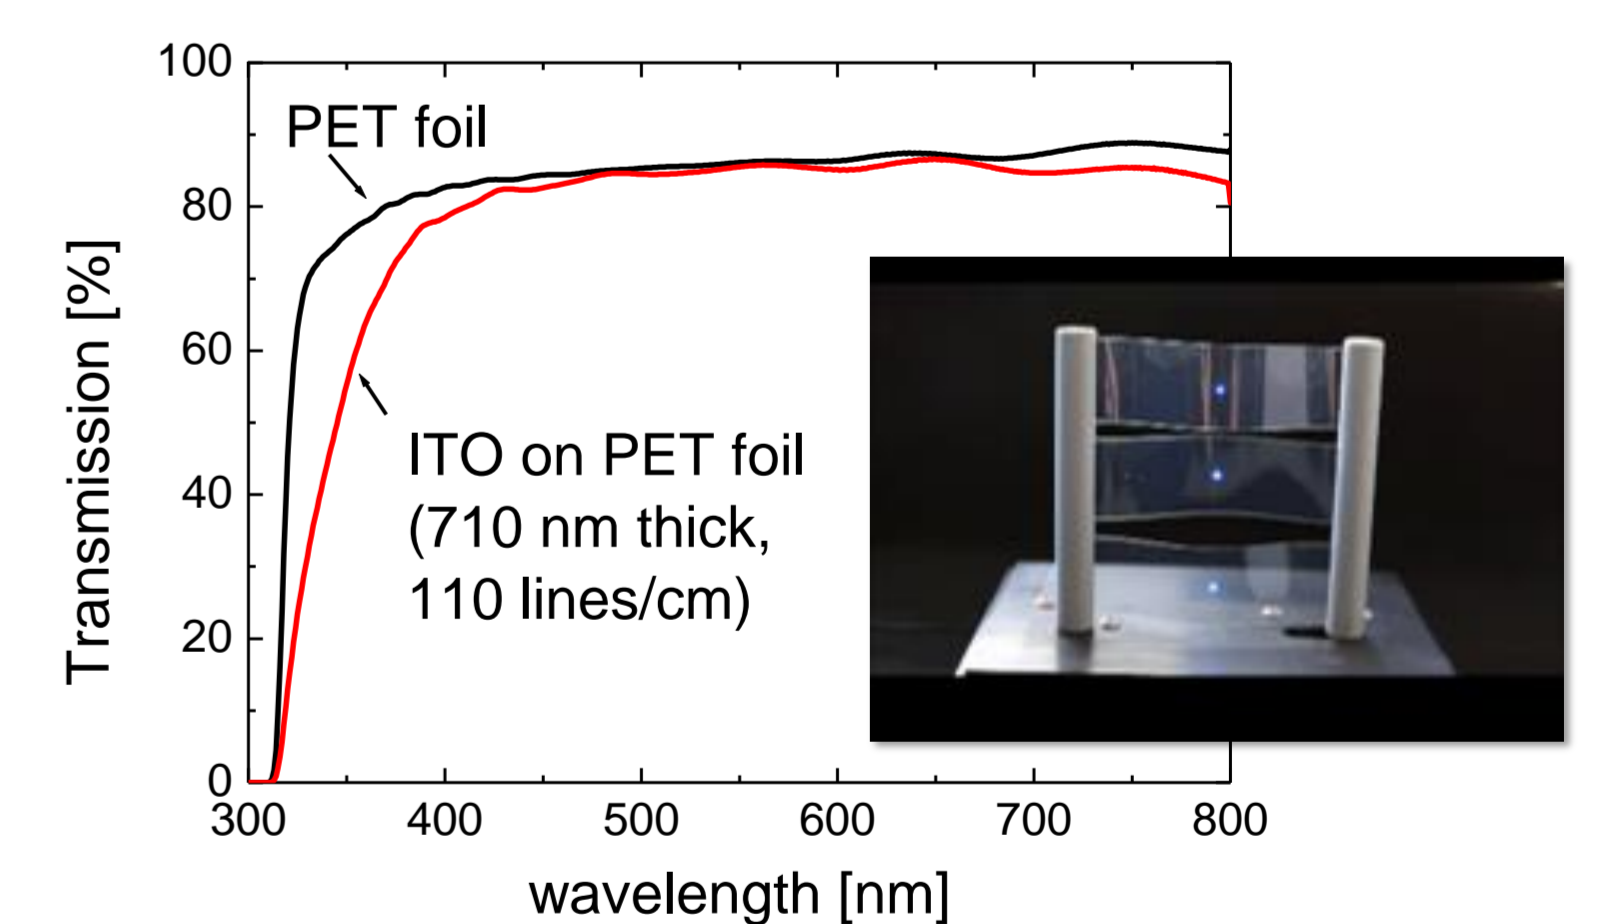 100
80
60
40
20
0
Transmission [%]
PET foil
ITO on PET foil
(710 nm thick,
110 lines/cm)
300 400 500 600 700 800
wavelength [nm]